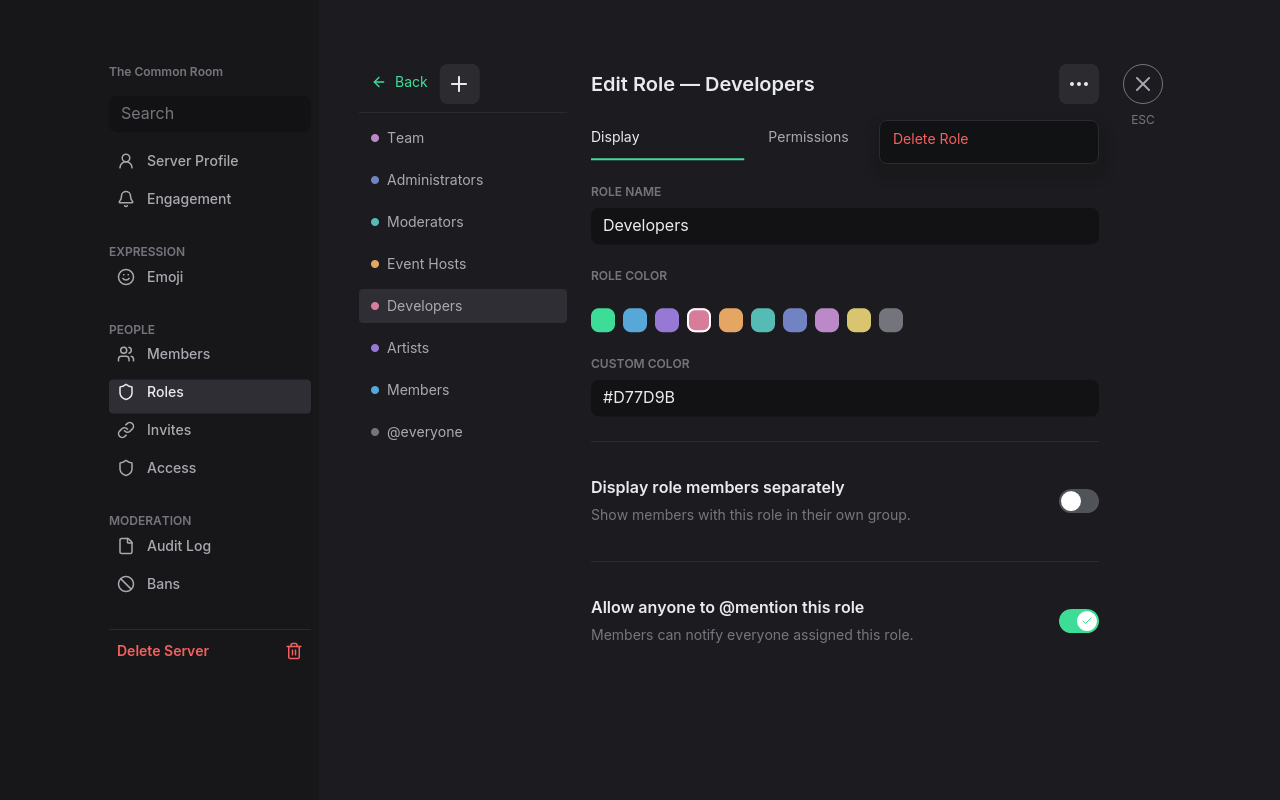 The Common Room
Search
Server Profile
Engagement
EXPRESSION
Emoji
PEOPLE
Members
Roles
Invites
Access
MODERATION
Audit Log
Bans
Delete Server
Back
Team
Administrators
Moderators
Event Hosts
Developers
Artists
Members
@everyone
Edit Role — Developers
ESC
Display
Permissions
Delete Role
ROLE NAME
Developers
ROLE COLOR
CUSTOM COLOR
#D77D9B
Display role members separately
Show members with this role in their own group.
Allow anyone to @mention this role
Members can notify everyone assigned this role.